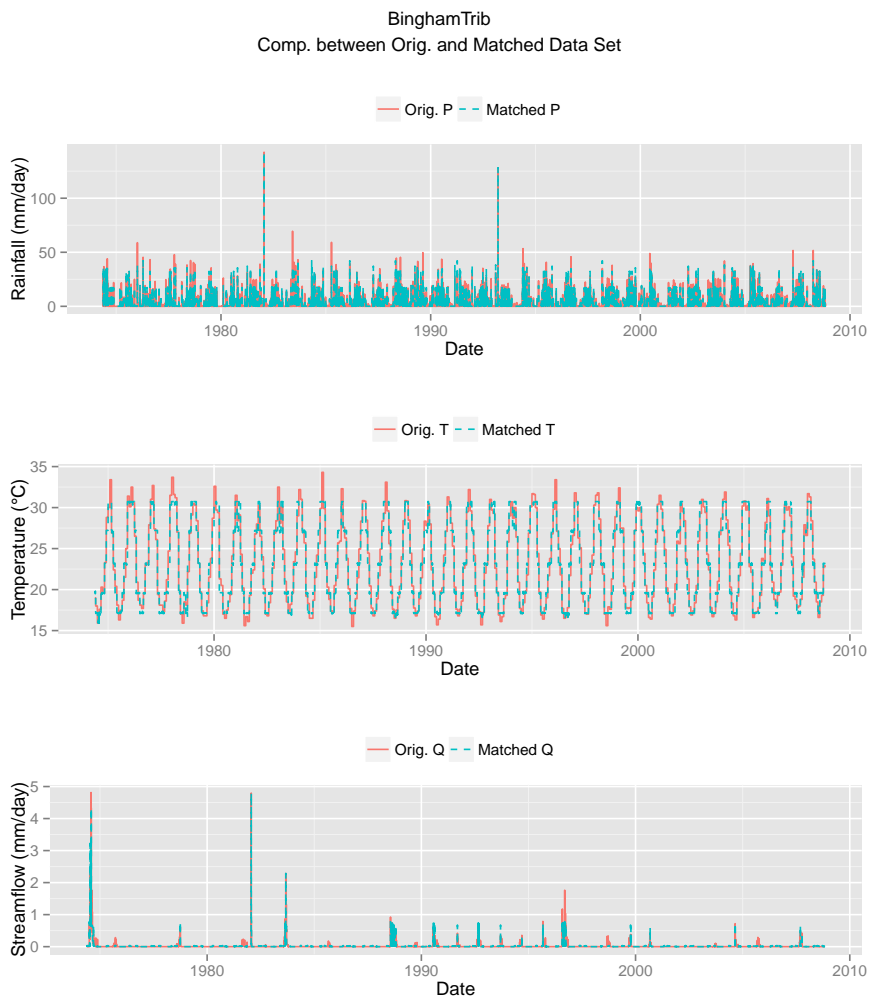 BinghamTrib
Comp. between Orig. and Matched Data Set
Orig. P Matched P
Rainfall (mm/day)
100
50
0
1980 1990 2000 2010
Date
Orig. T Matched T
Temperature (°C)
35
30
25
20
15
1980 1990 2000 2010
Date
Orig. Q Matched Q
Streamflow (mm/day)
5
4
3
2
1
0
1980 1990 2000 2010
Date